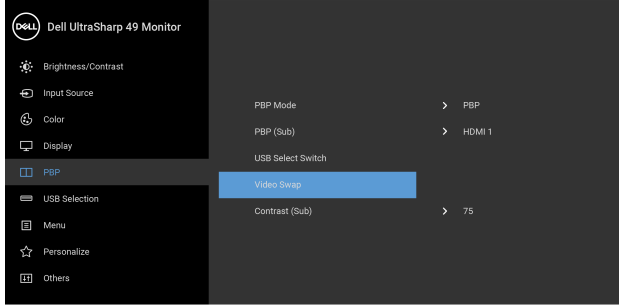 DELL Dell UltraSharp 49 Monitor
Brightness/Contrast
Input Source
Color
Display
PBP
USB Selection
Menu
Personalize
Others
PBP Mode > PBP
PBP (Sub) > HDMI 1
USB Select Switch
Video Swap
Contrast (Sub) > 75